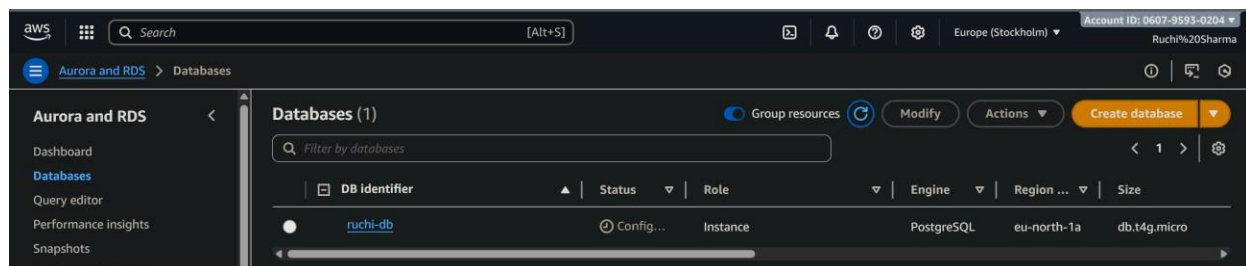 aws Search [Alt+S] Europe (Stockholm) Account ID: 0607-9593-0204
Ruchi%20Sharma
Aurora and RDS > Databases
Aurora and RDS
Dashboard
Databases
Query editor
Performance insights
Snapshots
Databases (1) Group resources Modify Actions Create database
Filter by databases 1
DB identifier Status Role Engine Region ... Size
ruchi-db Config... Instance PostgreSQL eu-north-1a db.t4g.micro